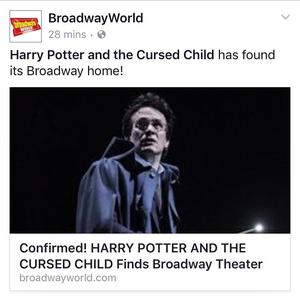 BroadwayWorld
28 mins ·
Harry Potter and the Cursed Child has found
its Broadway home!
Confirmed! HARRY POTTER AND THE
CURSED CHILD Finds Broadway Theater
broadwayworld.com